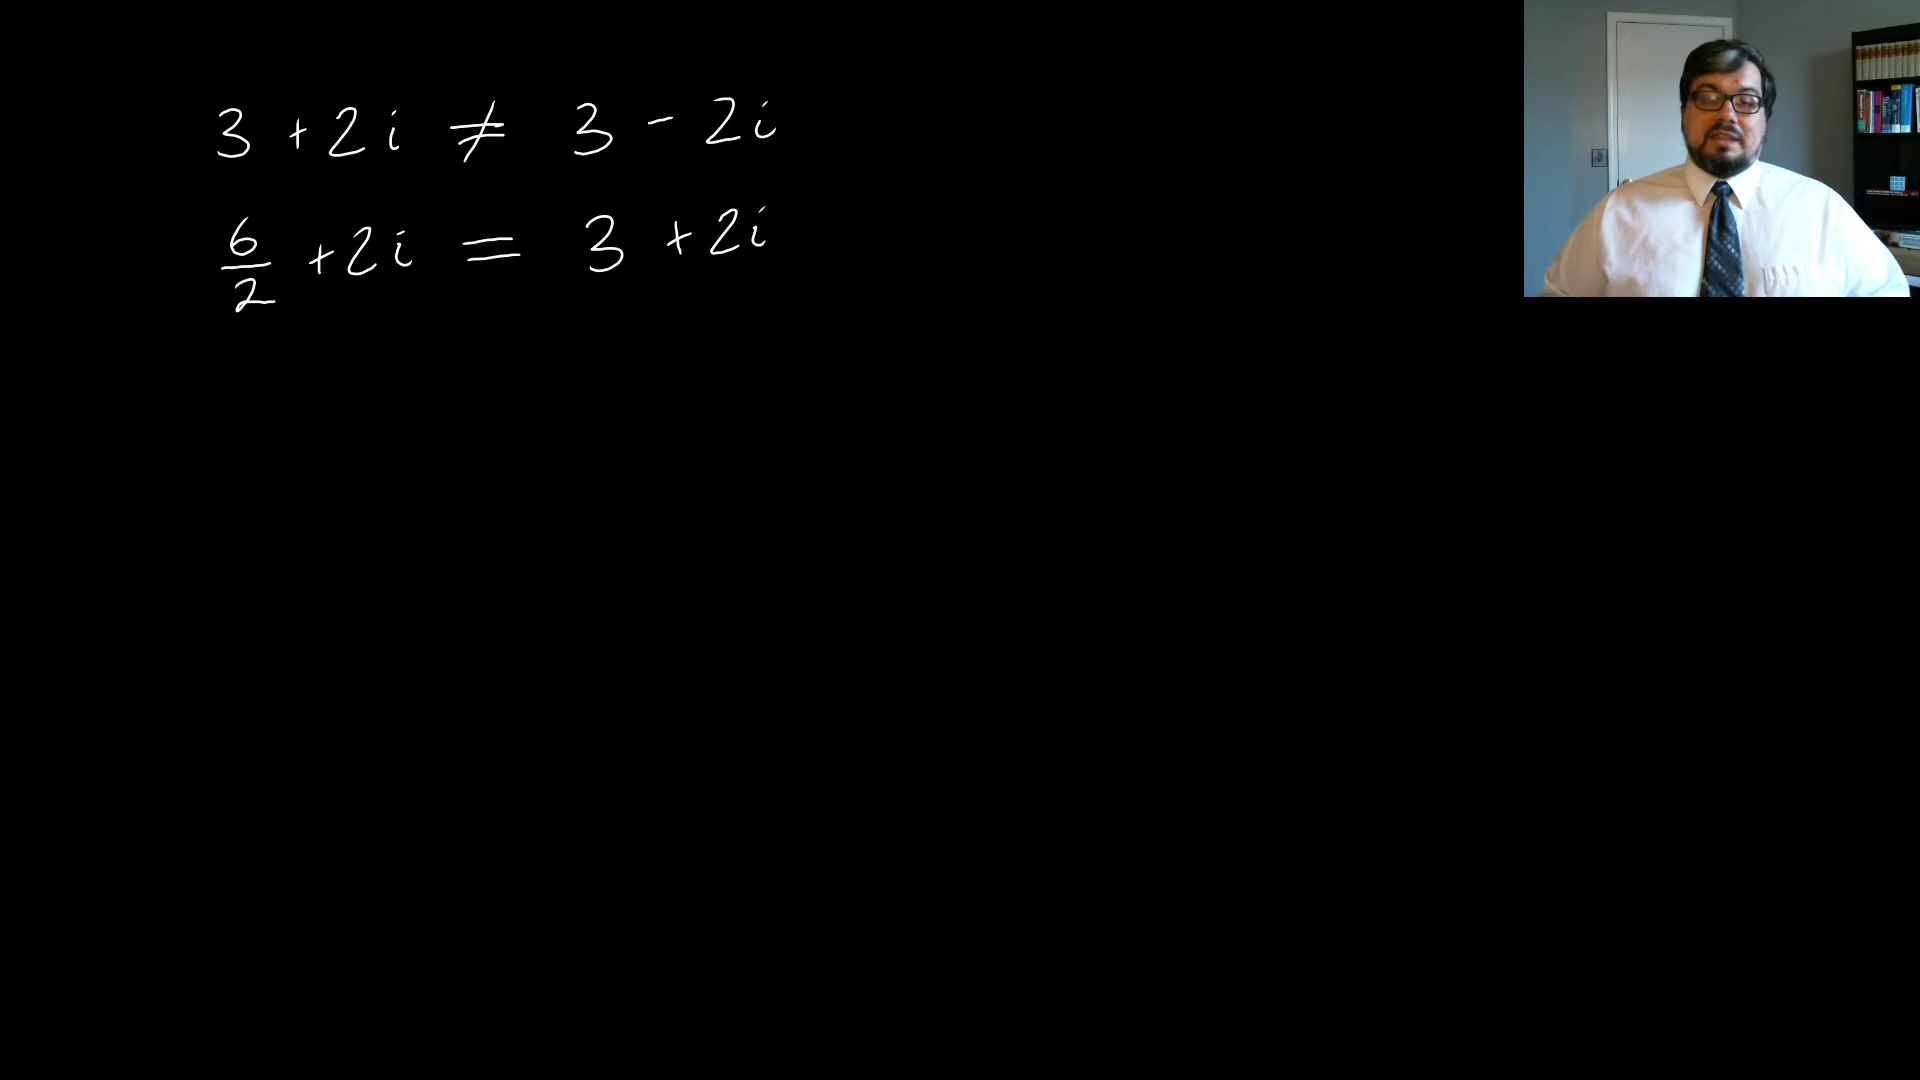 3 + 2i ≠ 3 - 2i
6/2 + 2i = 3 + 2i